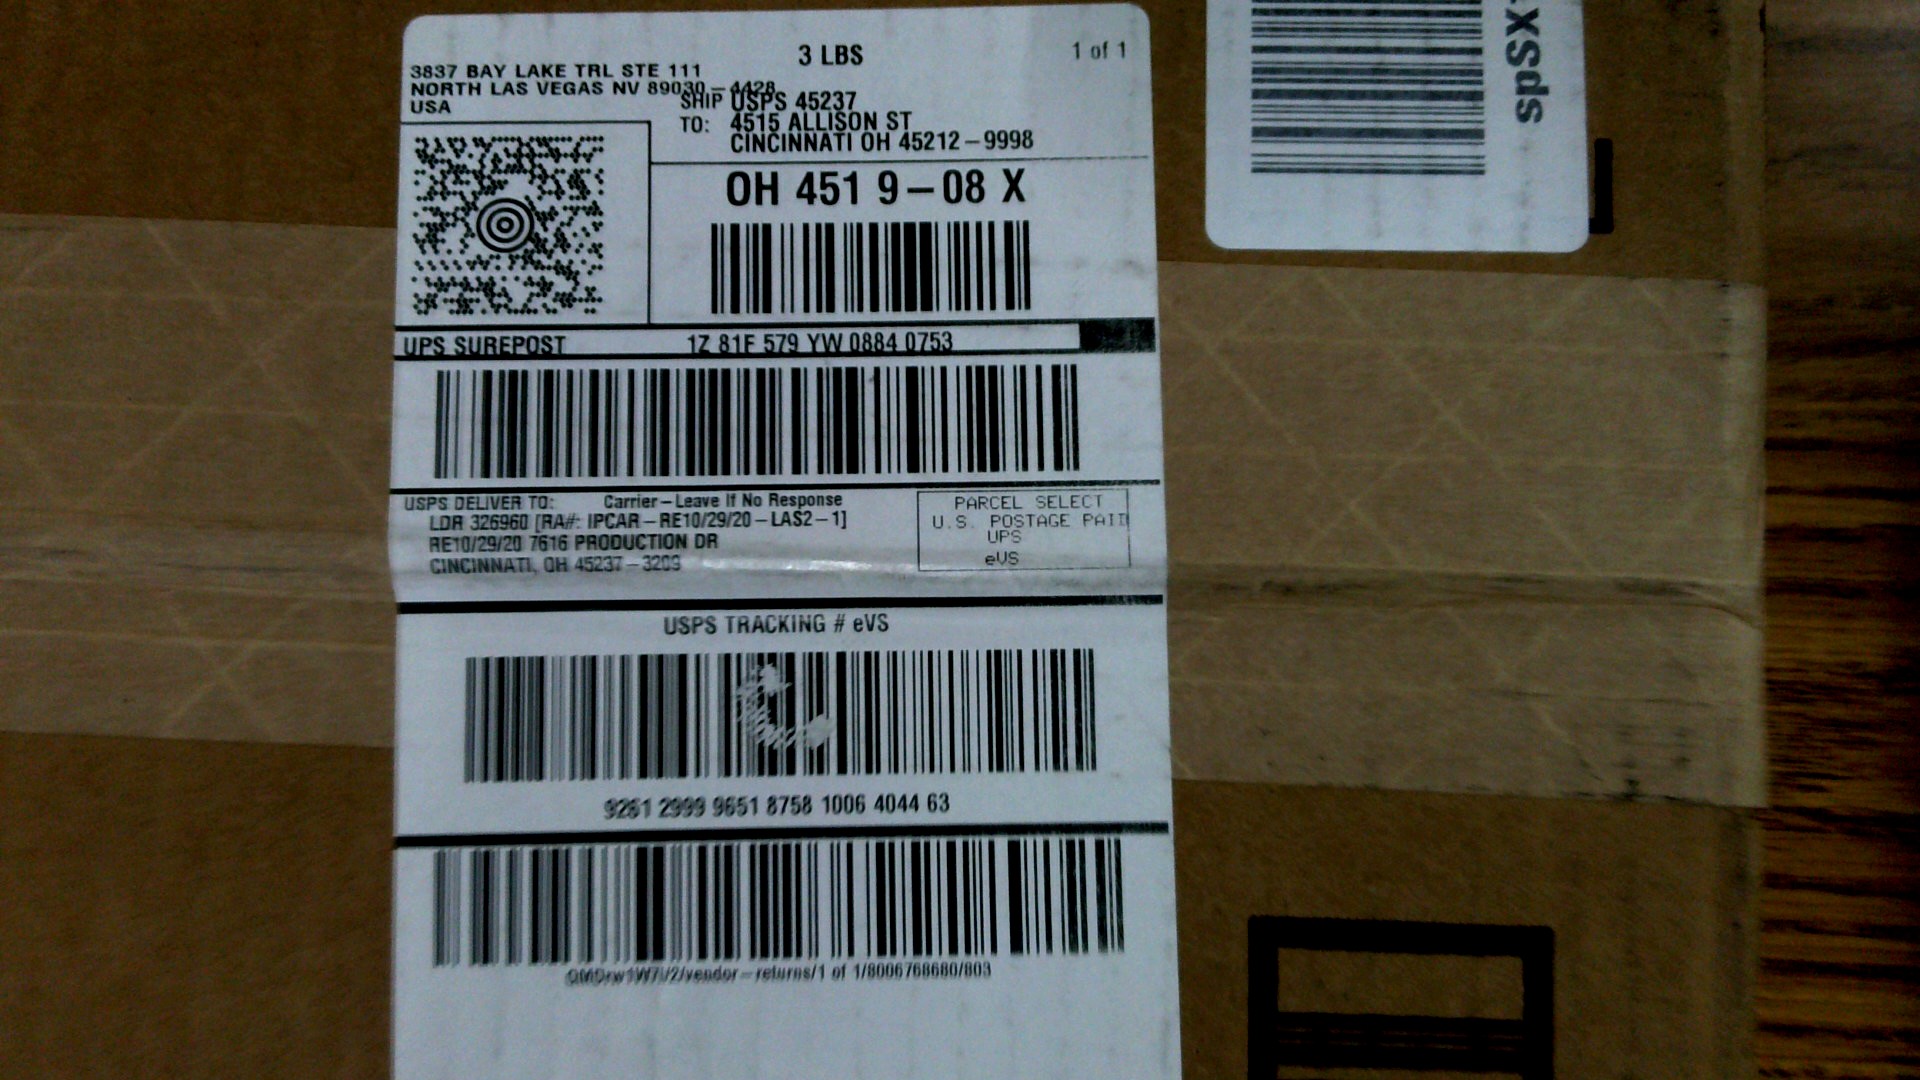 3 LBS
1 of 1
3837 BAY LAKE TRL STE 111
NORTH LAS VEGAS NV 89030-4428
USA
SHIP TO: USPS 45237
4515 ALLISON ST
CINCINNATI OH 45212-9998
OH 451 9-08 X
UPS SUREPOST
1Z 81F 579 YW 0884 0753
USPS DELIVER TO:
Carrier-Leave If No Response
LDR 326960 [RA#: IPCAR-RE10/29/20-LAS2-1]
RE10/29/20 7616 PRODUCTION DR
CINCINNATI, OH 45237-3209
PARCEL SELECT
U.S. POSTAGE PAID
UPS
eVS
USPS TRACKING # eVS
9261 2999 9651 8758 1006 4044 63
of 1/8006768680/803
spSX